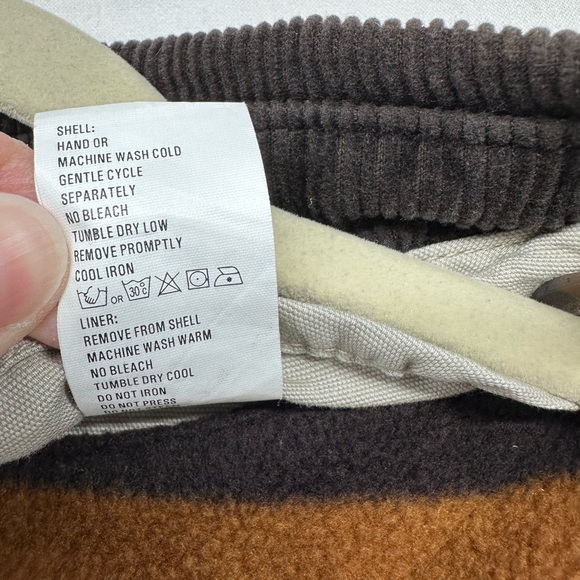 SHELL:
HAND OR
MACHINE WASH COLD
GENTLE CYCLE
SEPARATELY
NO BLEACH
TUMBLE DRY LOW
REMOVE PROMPTLY
COOL IRON
OR 30°C
LINER:
REMOVE FROM SHELL
MACHINE WASH WARM
NO BLEACH
TUMBLE DRY COOL
DO NOT IRON
DO NOT PRESS